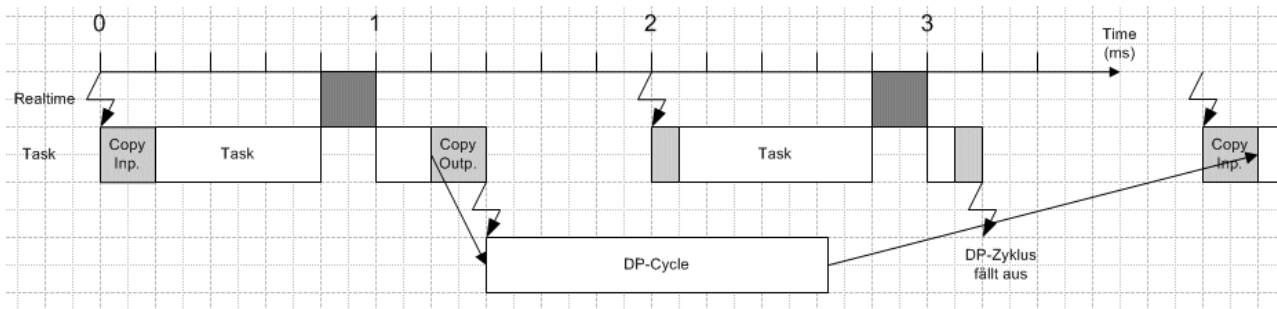 0
1
2
3
Time
(ms)
Realtime
Task
Copy
Inp.
Task
Copy
Outp.
Task
Copy
Inp.
DP-Cycle
DP-Zyklus
fällt aus